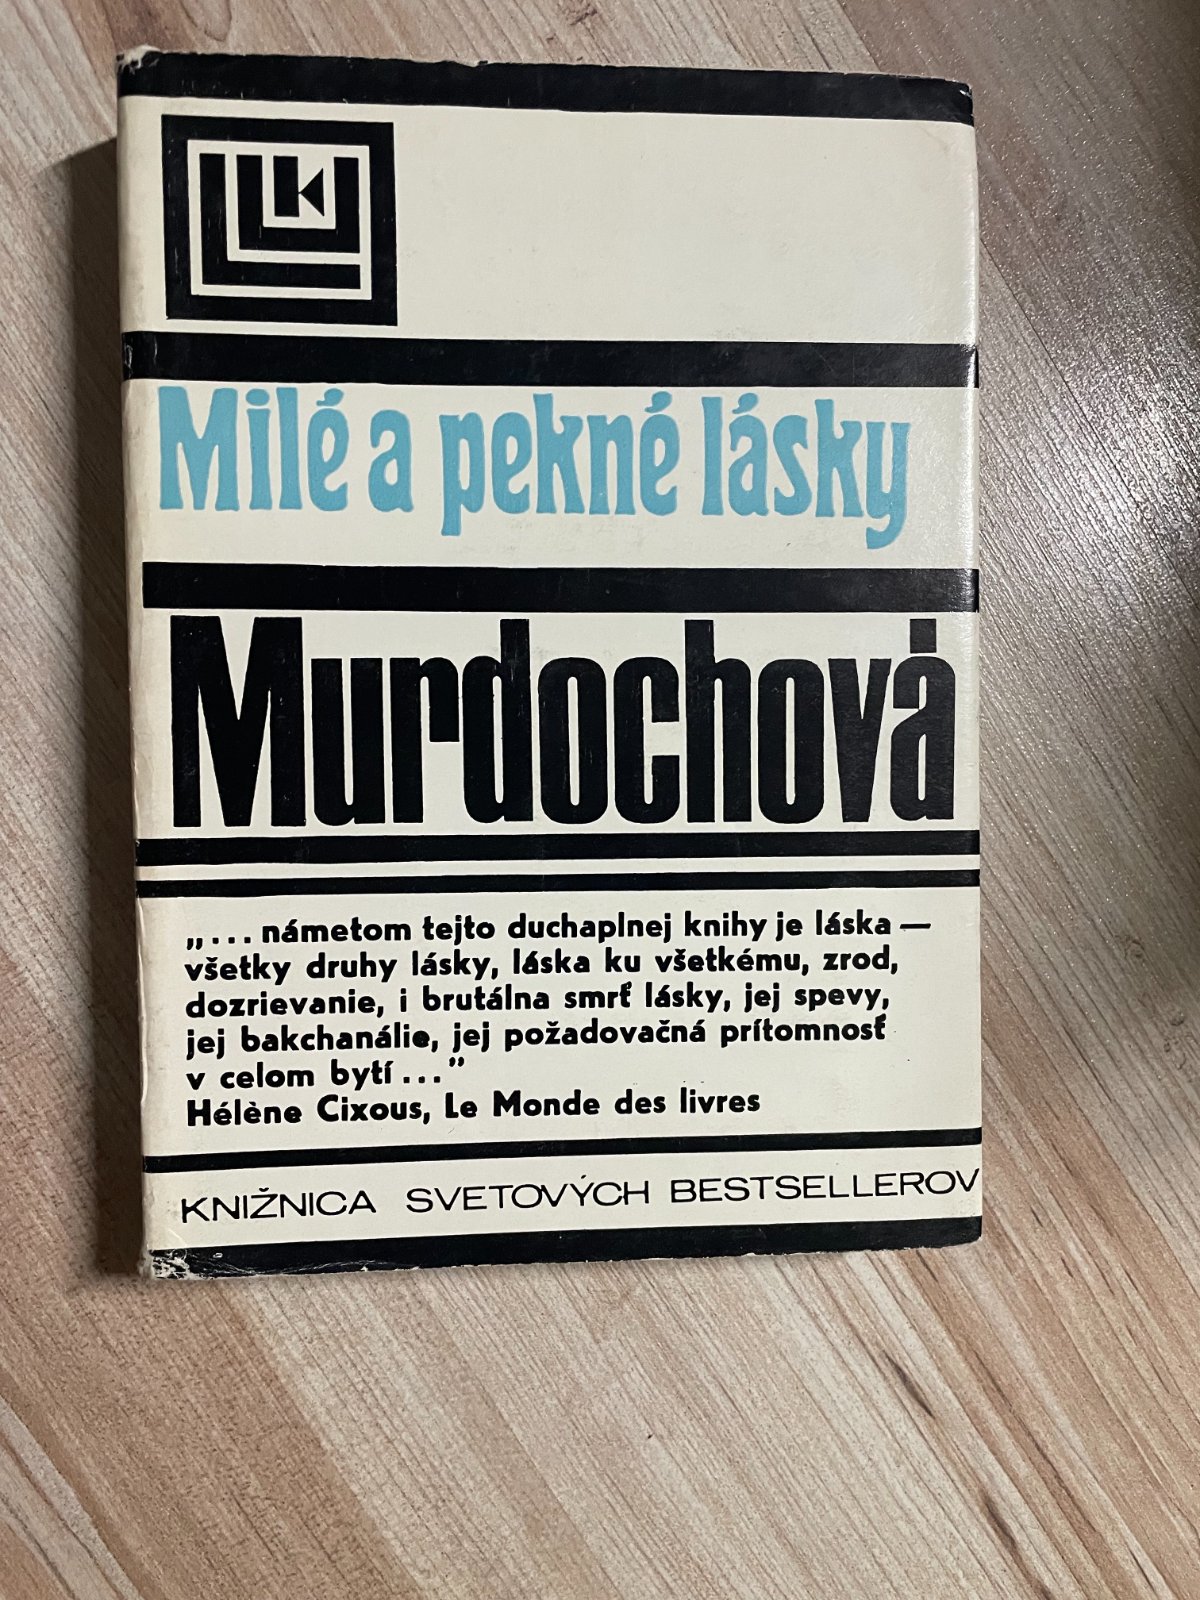 K
Milé a pekné lásky
Murdochová
„... námetom tejto duchaplnej knihy je láska —
všetky druhy lásky, láska ku všetkému, zrod,
dozrievanie, i brutálna smrť lásky, jej spevy,
jej bakchanálie, jej požadovačná prítomnosť
v celom bytí ...”
Hélène Cixous, Le Monde des livres
KNIŽNICA SVETOVÝCH BESTSELLEROV